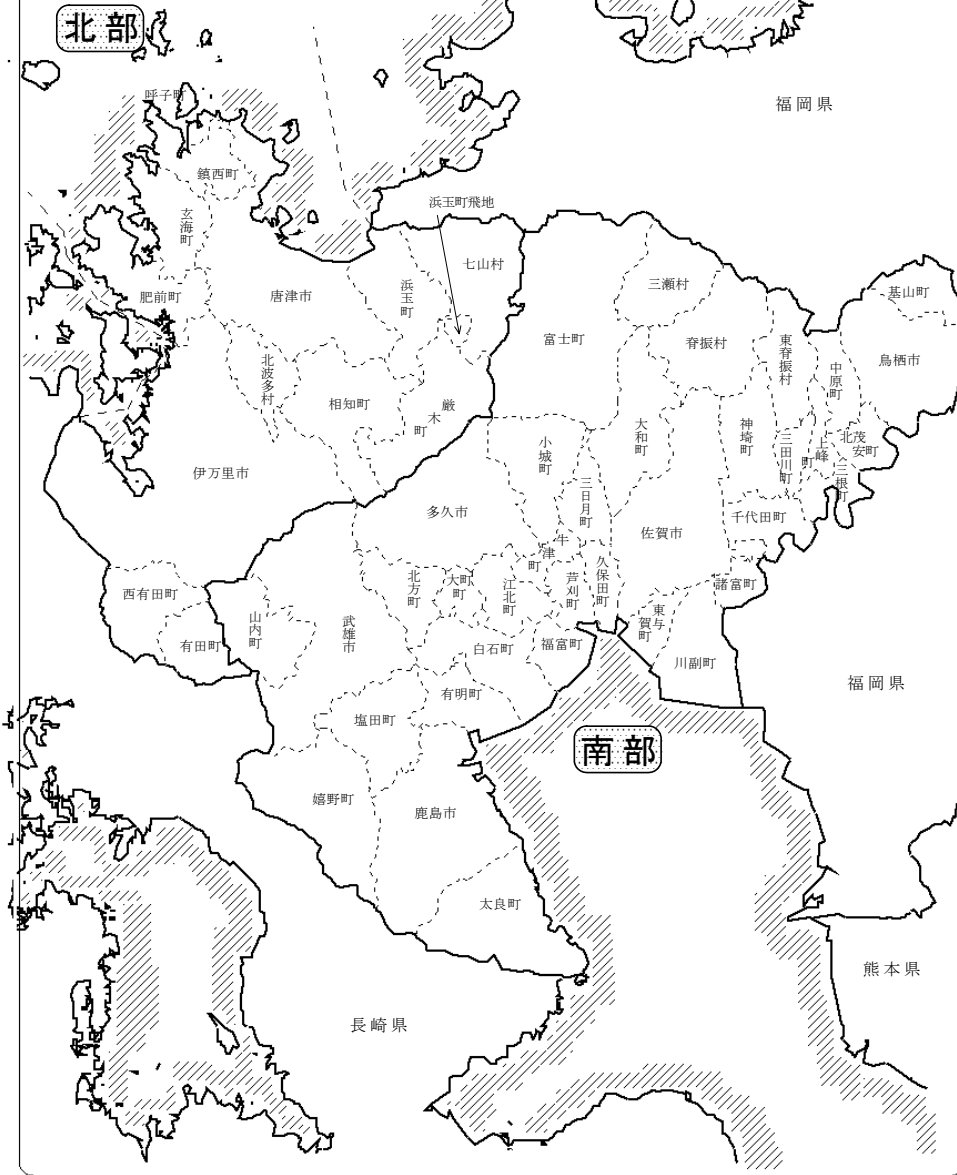 北部
呼子町
福岡県
鎮西町
浜玉町飛地
玄海町
七山村
三瀬村
浜玉町
基山町
肥前町
唐津市
富士町
脊振村
東脊振村
鳥栖市
中原町
北波多村
相知町
厳木町
小城町
大和町
神埼町
三田川町
上峰町
北茂安町
三根町
伊万里市
三日月町
多久市
千代田町
佐賀市
牛津町
西有田町
北方町
大町町
江北町
芦刈町
久保田町
諸富町
山内町
武雄市
東与賀町
有田町
白石町
福富町
川副町
有明町
福岡県
塩田町
南部
嬉野町
鹿島市
太良町
熊本県
長崎県